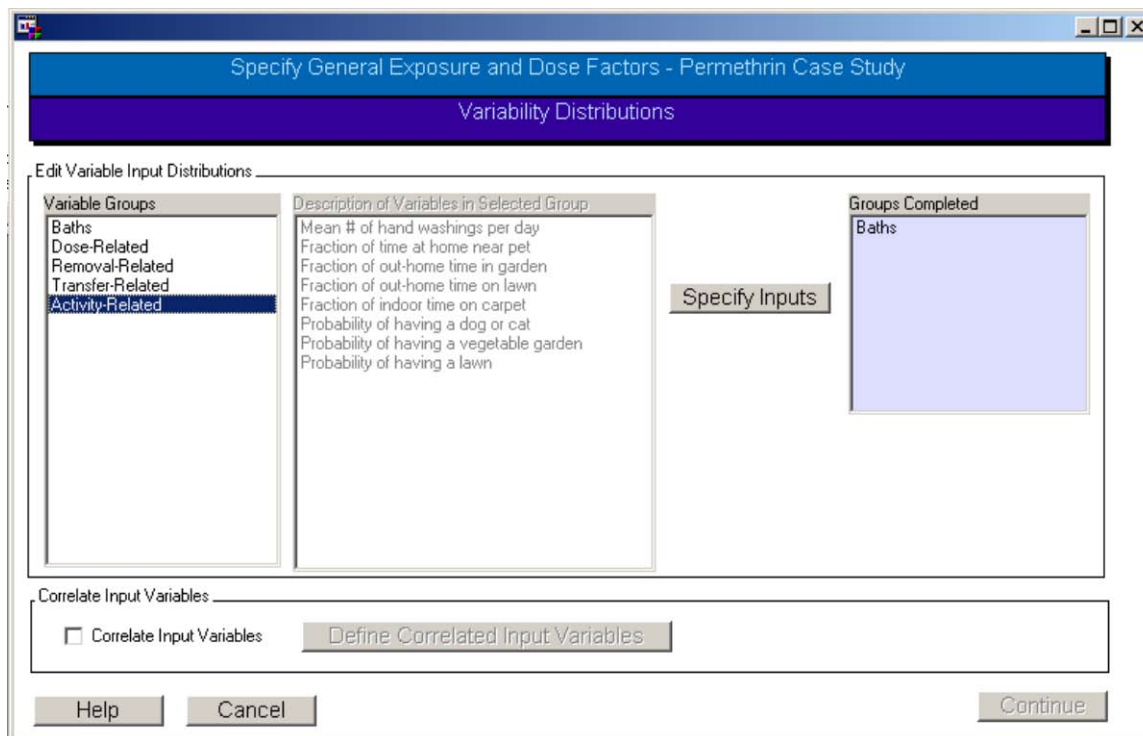 Specify General Exposure and Dose Factors - Permethrin Case Study
Variability Distributions
Edit Variable Input Distributions
Variable Groups
Baths
Dose-Related
Removal-Related
Transfer-Related
Activity-Related
Description of Variables in Selected Group
Mean # of hand washings per day
Fraction of time at home near pet
Fraction of out-home time in garden
Fraction of out-home time on lawn
Fraction of indoor time on carpet
Probability of having a dog or cat
Probability of having a vegetable garden
Probability of having a lawn
Specify Inputs
Groups Completed
Baths
Correlate Input Variables
Correlate Input Variables
Define Correlated Input Variables
Help
Cancel
Continue